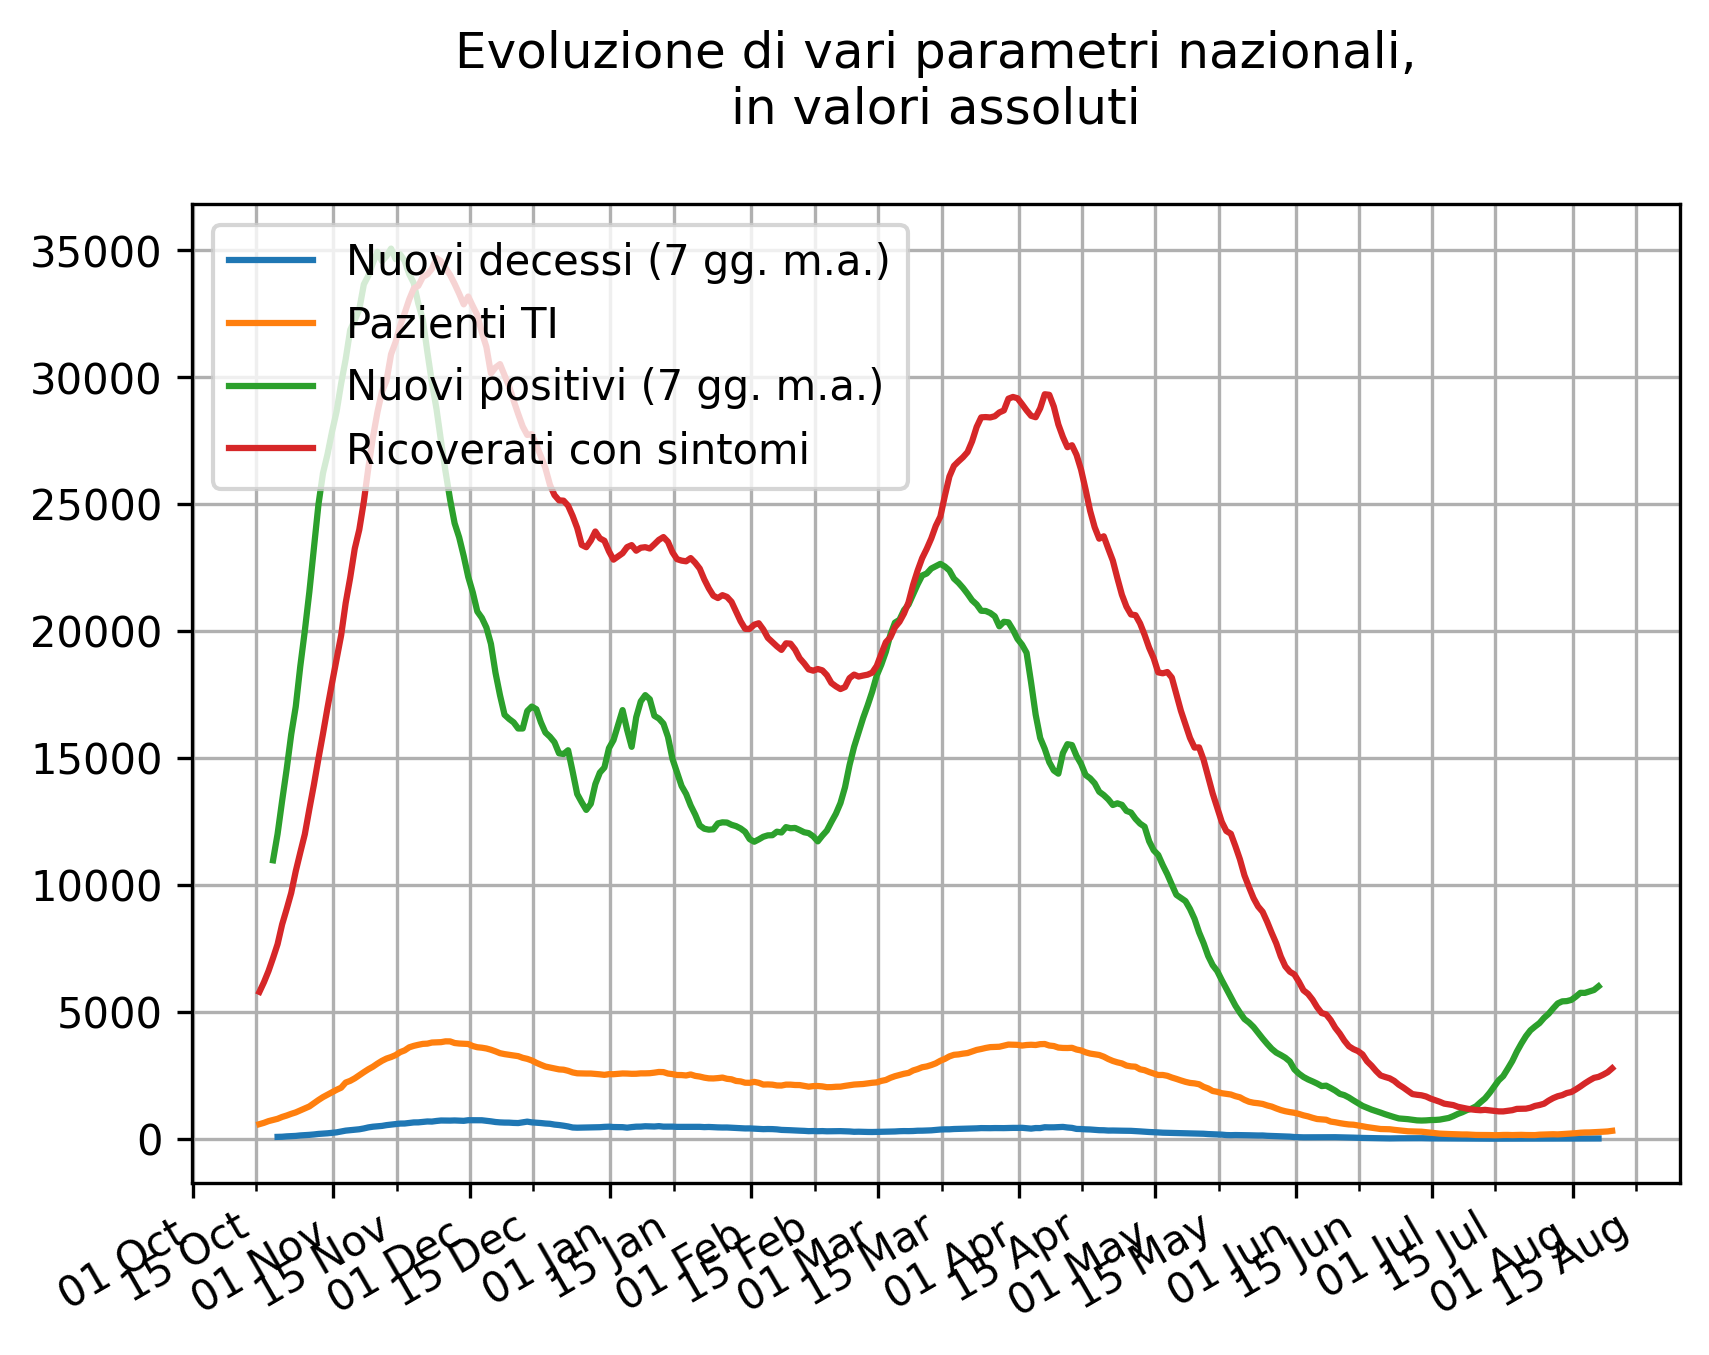 Evoluzione di vari parametri nazionali,
in valori assoluti
35000
30000
25000
20000
15000
10000
5000
0
Nuovi decessi (7 gg. m.a.)
Pazienti TI
Nuovi positivi (7 gg. m.a.)
Ricoverati con sintomi
01 Oct
15 Oct
01 Nov
15 Nov
01 Dec
15 Dec
01 Jan
15 Jan
01 Feb
15 Feb
01 Mar
15 Mar
01 Apr
15 Apr
01 May
15 May
01 Jun
15 Jun
01 Jul
15 Jul
01 Aug
15 Aug